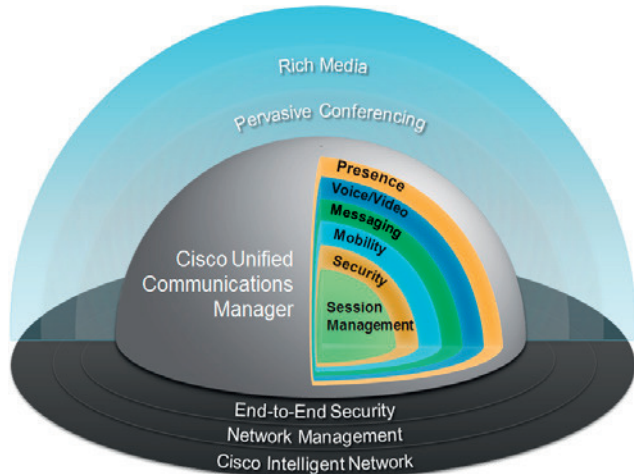 Rich Media
Pervasive Conferencing
Presence
Voice/Video
Messaging
Mobility
Security
Cisco Unified
Communications
Manager
Session
Management
End-to-End Security
Network Management
Cisco Intelligent Network